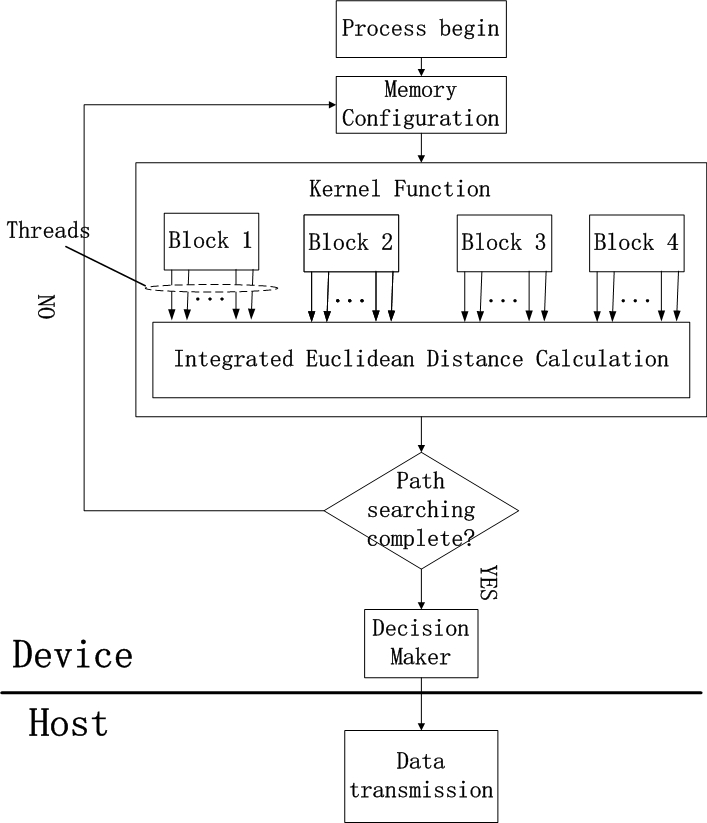 Process begin
Memory
Configuration
Kernel Function
Threads
Block 1
Block 2
Block 3
Block 4
...
...
...
...
NO
Integrated Euclidean Distance Calculation
Path
searching
complete?
YES
Decision
Maker
Device
Host
Data
transmission